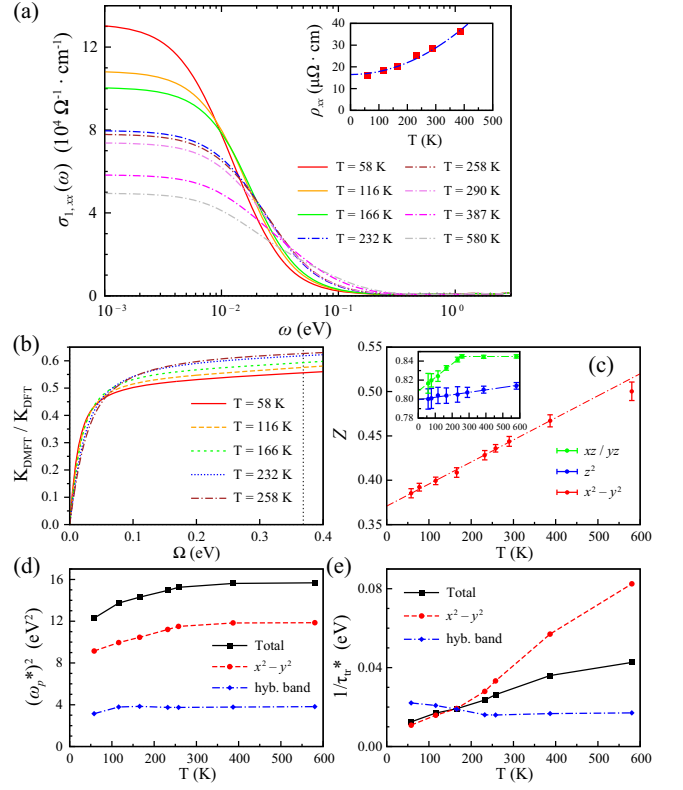 (a)
σ₁,ₓₓ(ω) (10⁴ Ω⁻¹ · cm⁻¹)
12
8
4
0
10⁻³
10⁻²
10⁻¹
10⁰
ω (eV)
T = 58 K
T = 116 K
T = 166 K
T = 232 K
T = 258 K
T = 290 K
T = 387 K
T = 580 K
ρₓₓ (μΩ · cm)
40
30
20
10
0
0 100 200 300 400 500
T (K)
(b)
K_DMFT / K_DFT
0.6
0.5
0.4
0.3
0.2
0.1
0.0
0.0 0.1 0.2 0.3 0.4
Ω (eV)
T = 58 K
T = 116 K
T = 166 K
T = 232 K
T = 258 K
(c)
Z
0.50
0.45
0.40
0.35
0 100 200 300 400 500 600
T (K)
0.84
0.82
0.80
0.78
0 100 200 300 400 500 600
xz / yz
z²
x² − y²
(d)
(ωₚ*)² (eV²)
16
12
8
4
0
0 100 200 300 400 500 600
T (K)
Total
x² − y²
hyb. band
(e)
1/τ_tr* (eV)
0.08
0.04
0.00
0 100 200 300 400 500 600
T (K)
Total
x² − y²
hyb. band